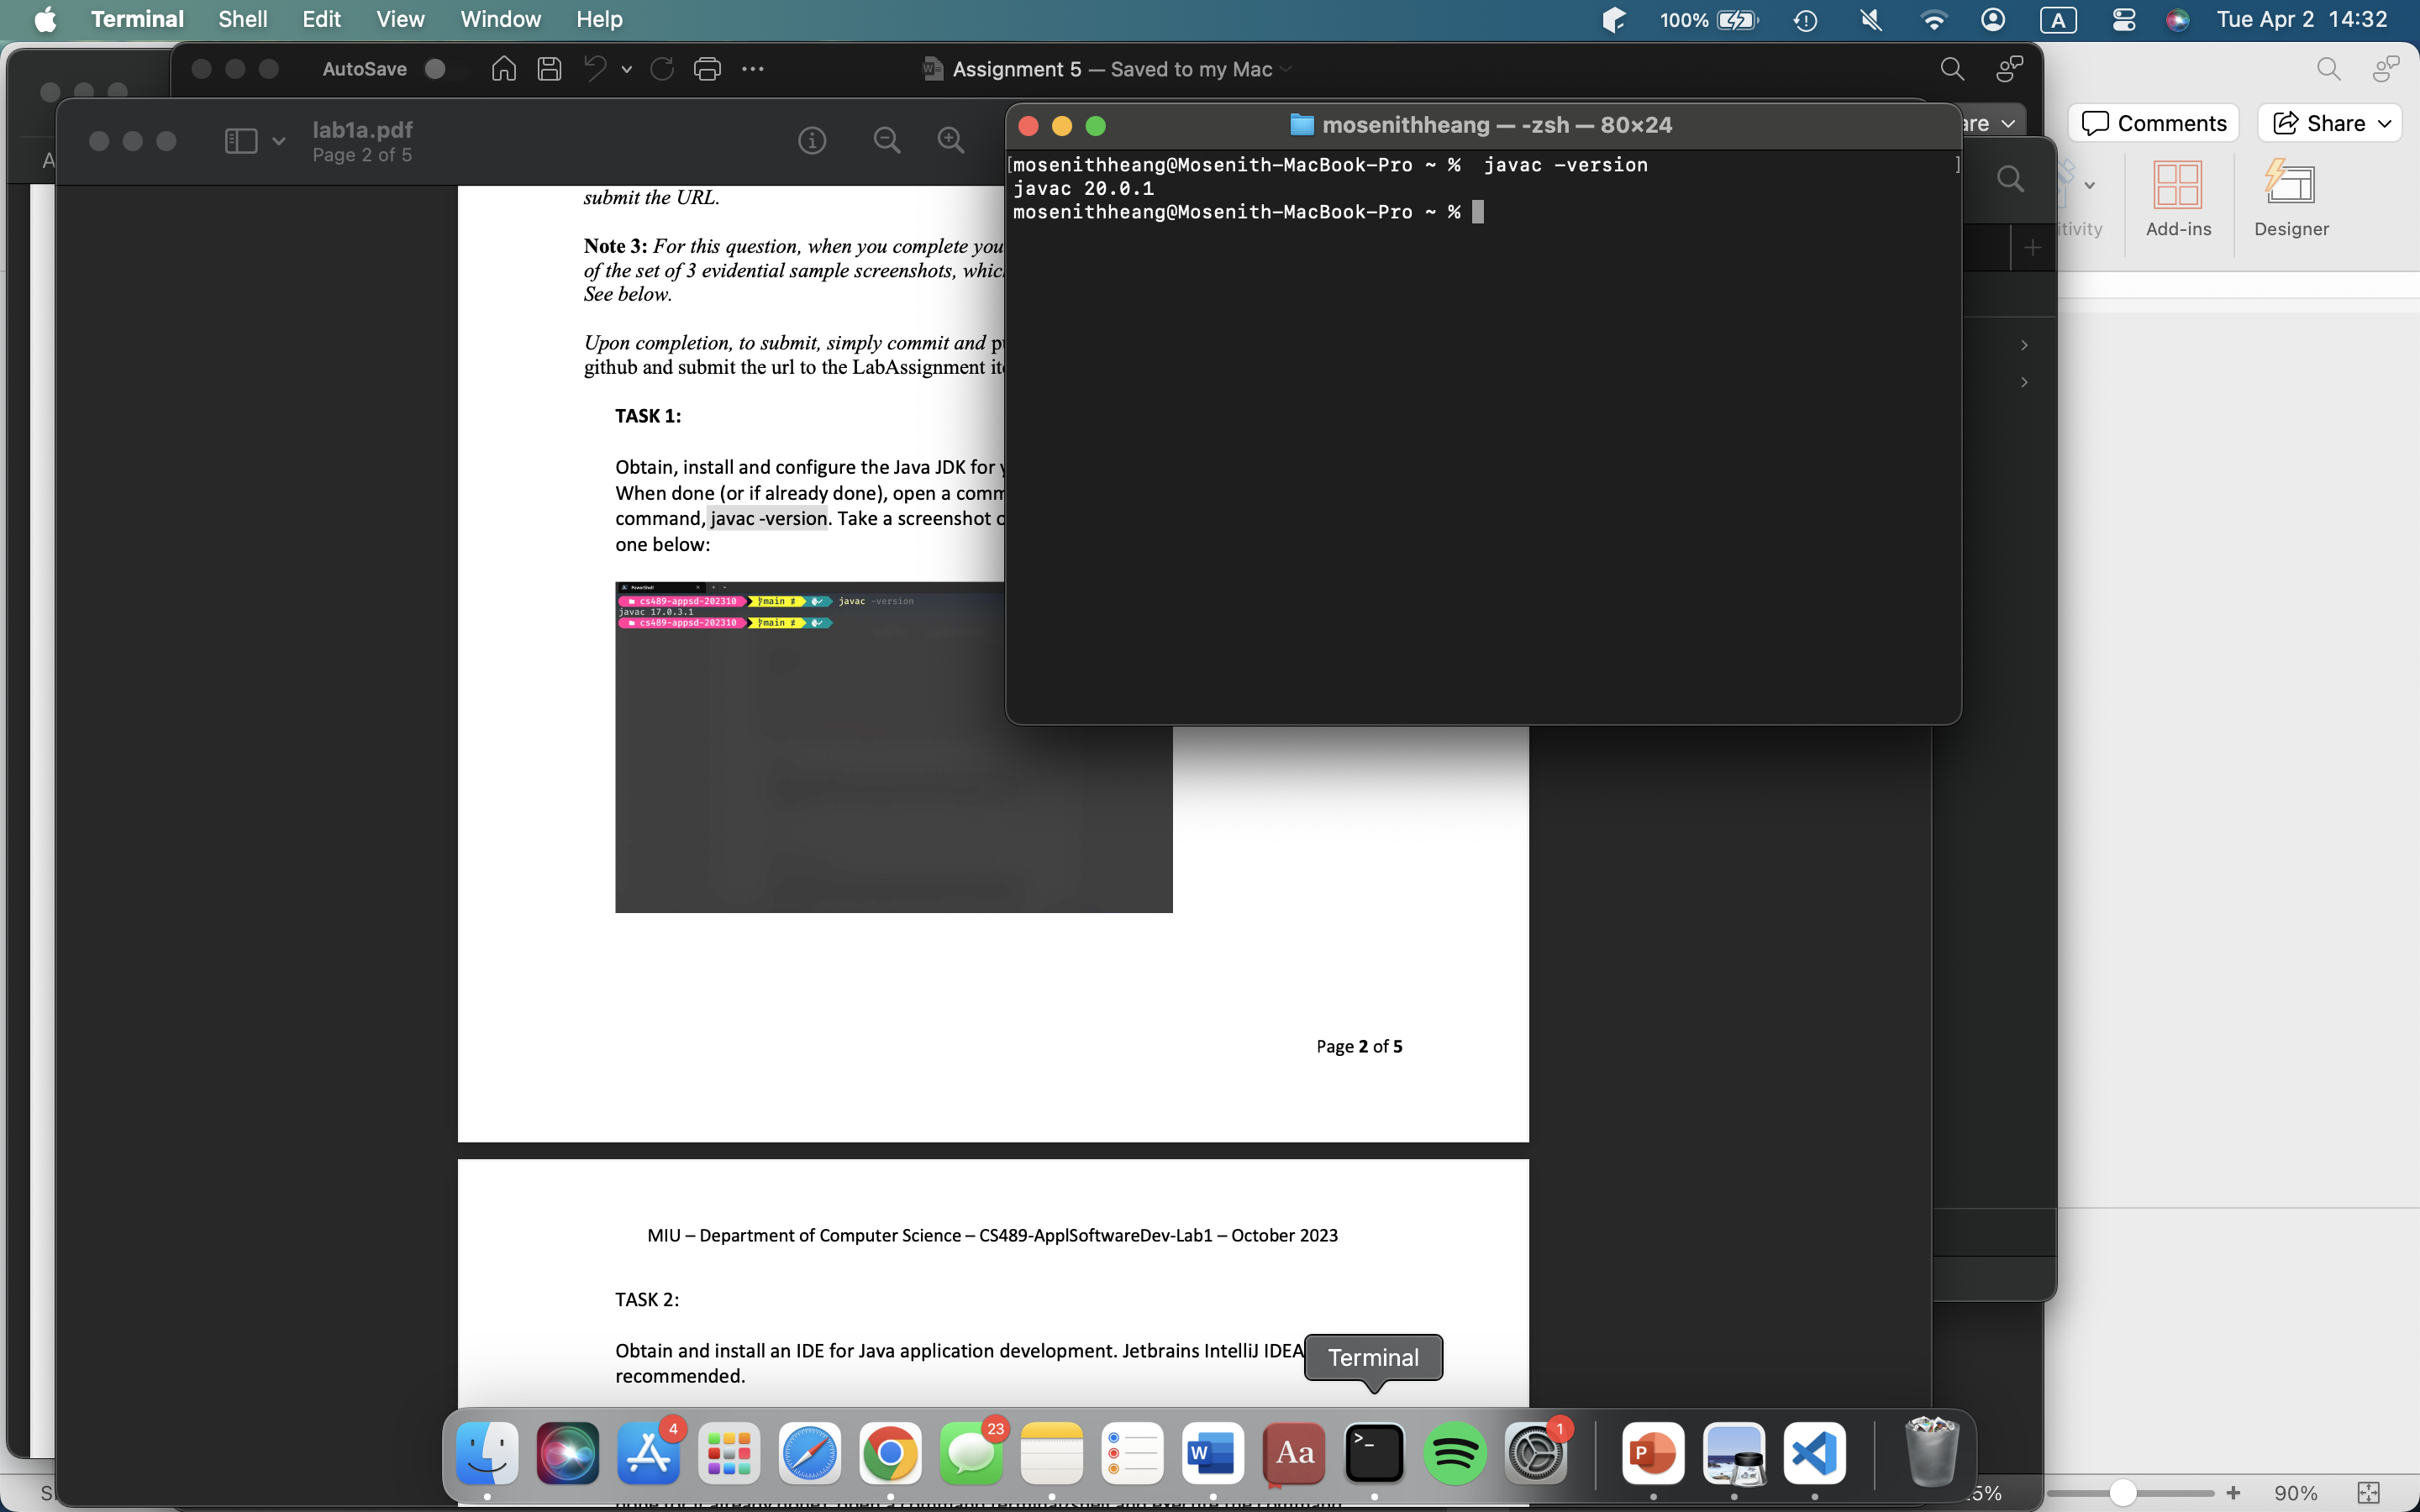 Terminal Shell Edit View Window Help 100% A Tue Apr 2 14:32
AutoSave Assignment 5 — Saved to my Mac
lab1a.pdf
Page 2 of 5
mosenithheang — -zsh — 80×24
[mosenithheang@Mosenith-MacBook-Pro ~ % javac -version ]
javac 20.0.1
mosenithheang@Mosenith-MacBook-Pro ~ %
Comments Share
Add-ins Designer
submit the URL.
Note 3: For this question, when you complete you
of the set of 3 evidential sample screenshots, whic
See below.
Upon completion, to submit, simply commit and
github and submit the url to the LabAssignment
TASK 1:
Obtain, install and configure the Java JDK for
When done (or if already done), open a comm
command, javac -version. Take a screenshot
one below:
PowerShell
cs489-appsd-202310 main javac -version
javac 17.0.3.1
cs489-appsd-202310 main
Page 2 of 5
MIU – Department of Computer Science – CS489-ApplSoftwareDev-Lab1 – October 2023
TASK 2:
Obtain and install an IDE for Java application development. Jetbrains IntelliJ IDEA
recommended.
Terminal
4 23 W Aa >_ 1 P
90%